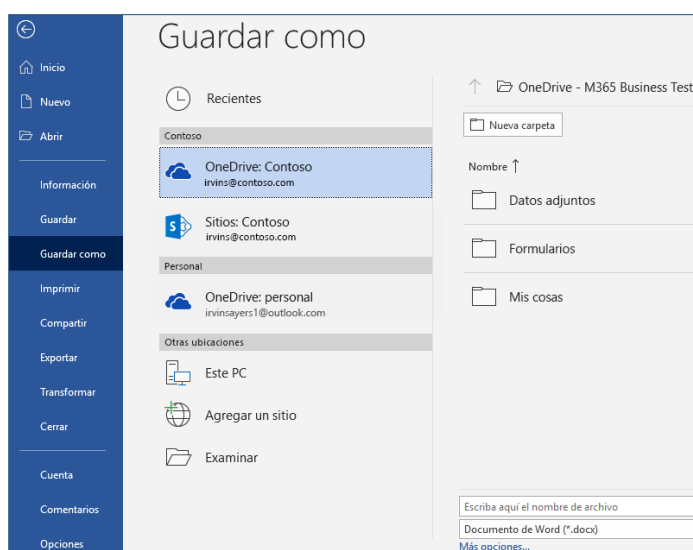 Guardar como
Inicio
Nuevo
Abrir
Información
Guardar
Guardar como
Imprimir
Compartir
Exportar
Transformar
Cerrar
Cuenta
Comentarios
Opciones
Recientes
Contoso
OneDrive: Contoso
irvins@contoso.com
Sitios: Contoso
irvins@contoso.com
Personal
OneDrive: personal
irvinsayers1@outlook.com
Otras ubicaciones
Este PC
Agregar un sitio
Examinar
OneDrive - M365 Business Test
Nueva carpeta
Nombre ↑
Datos adjuntos
Formularios
Mis cosas
Escriba aquí el nombre de archivo
Documento de Word (*.docx)
Más opciones...